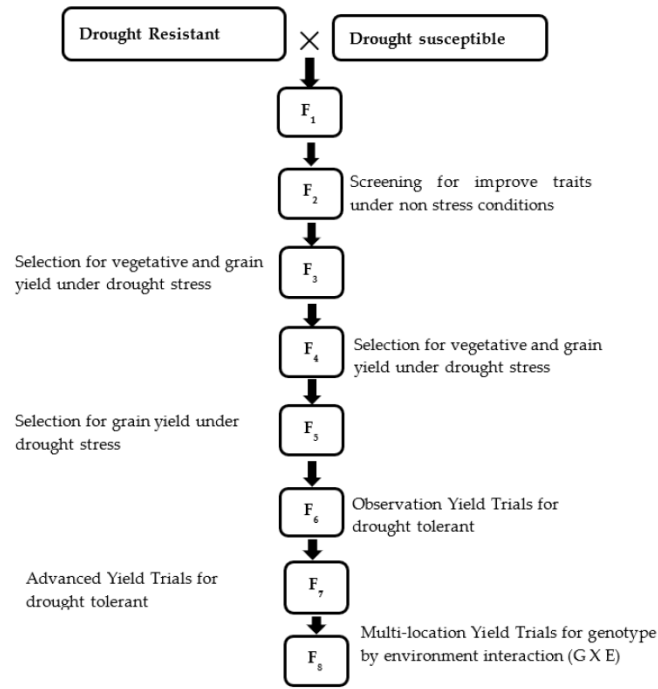 Drought Resistant
×
Drought susceptible
F₁
F₂
Screening for improve traits
under non stress conditions
Selection for vegetative and grain
yield under drought stress
F₃
F₄
Selection for vegetative and grain
yield under drought stress
Selection for grain yield under
drought stress
F₅
F₆
Observation Yield Trials for
drought tolerant
Advanced Yield Trials for
drought tolerant
F₇
F₈
Multi-location Yield Trials for genotype
by environment interaction (G X E)